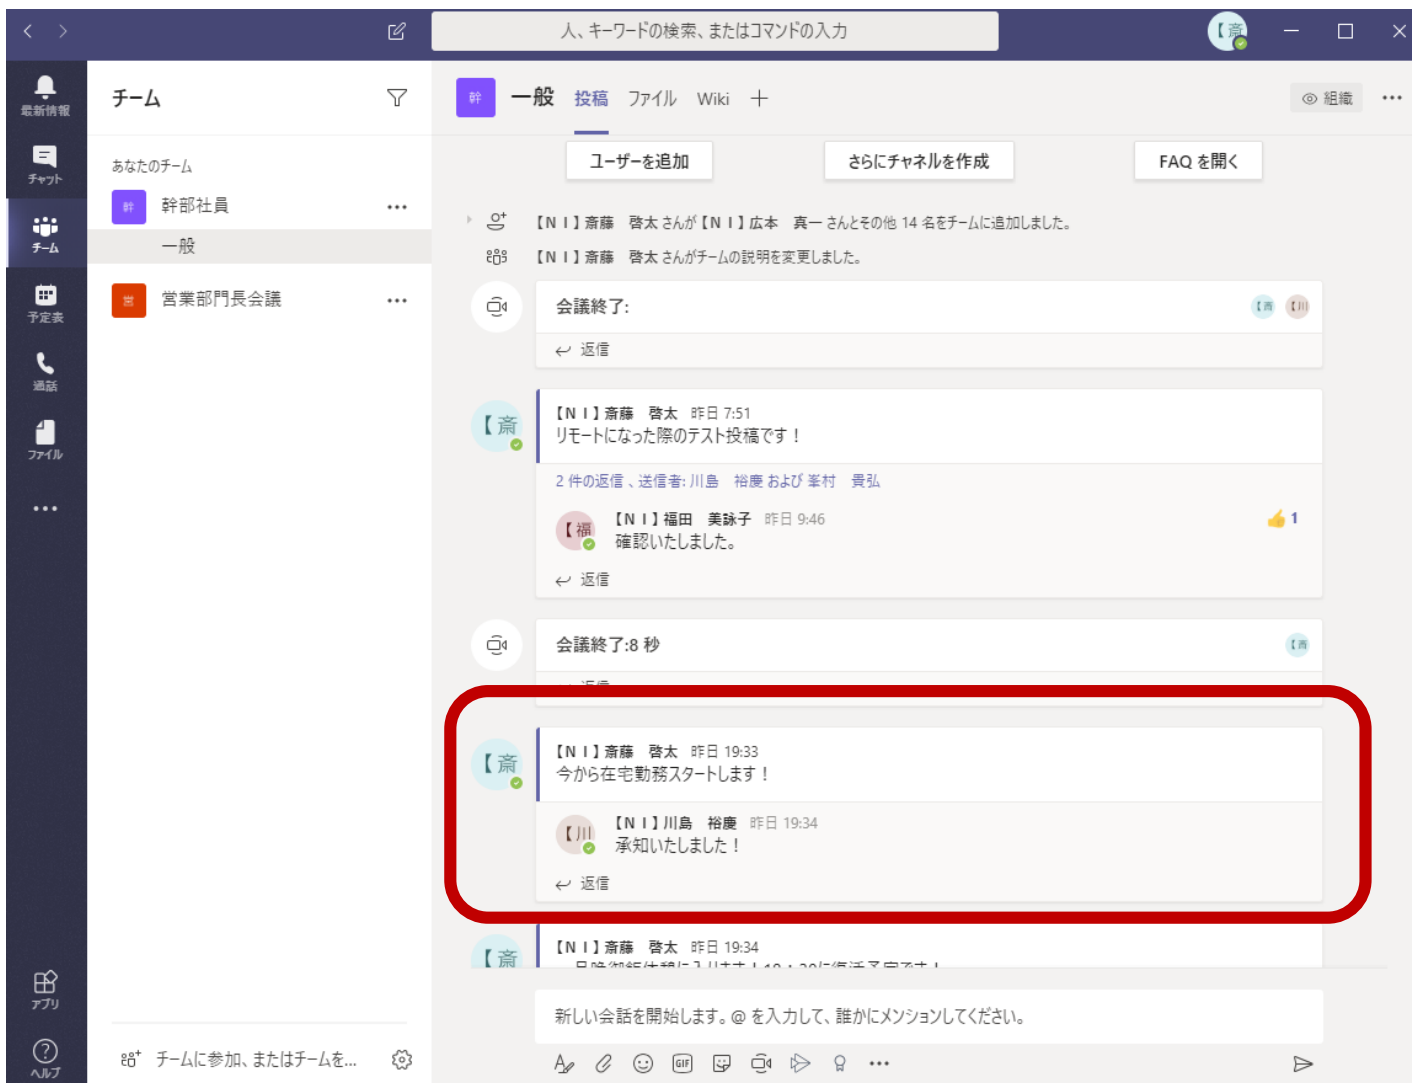 人、キーワードの検索、またはコマンドの入力
【斎
最新情報
チャット
チーム
予定表
通話
ファイル
アプリ
ヘルプ
チーム
あなたのチーム
幹 幹部社員
一般
営 営業部門長会議
チームに参加、またはチームを...
幹 一般 投稿 ファイル Wiki
組織
ユーザーを追加 さらにチャネルを作成 FAQ を開く
【NI】斎藤 啓太 さんが【NI】広本 真一 さんとその他 14 名をチームに追加しました。
【NI】斎藤 啓太 さんがチームの説明を変更しました。
会議終了:
【斎 【川
返信
【斎
【NI】斎藤 啓太 昨日 7:51
リモートになった際のテスト投稿です！
2 件の返信 、送信者: 川島 裕慶 および 峯村 貴弘
【福
【NI】福田 美詠子 昨日 9:46
1
確認いたしました。
返信
会議終了:8 秒
【斎
返信
【斎
【NI】斎藤 啓太 昨日 19:33
今から在宅勤務スタートします！
【川
【NI】川島 裕慶 昨日 19:34
承知いたしました！
返信
【斎
【NI】斎藤 啓太 昨日 19:34
新しい会話を開始します。@ を入力して、誰かにメンションしてください。
GIF